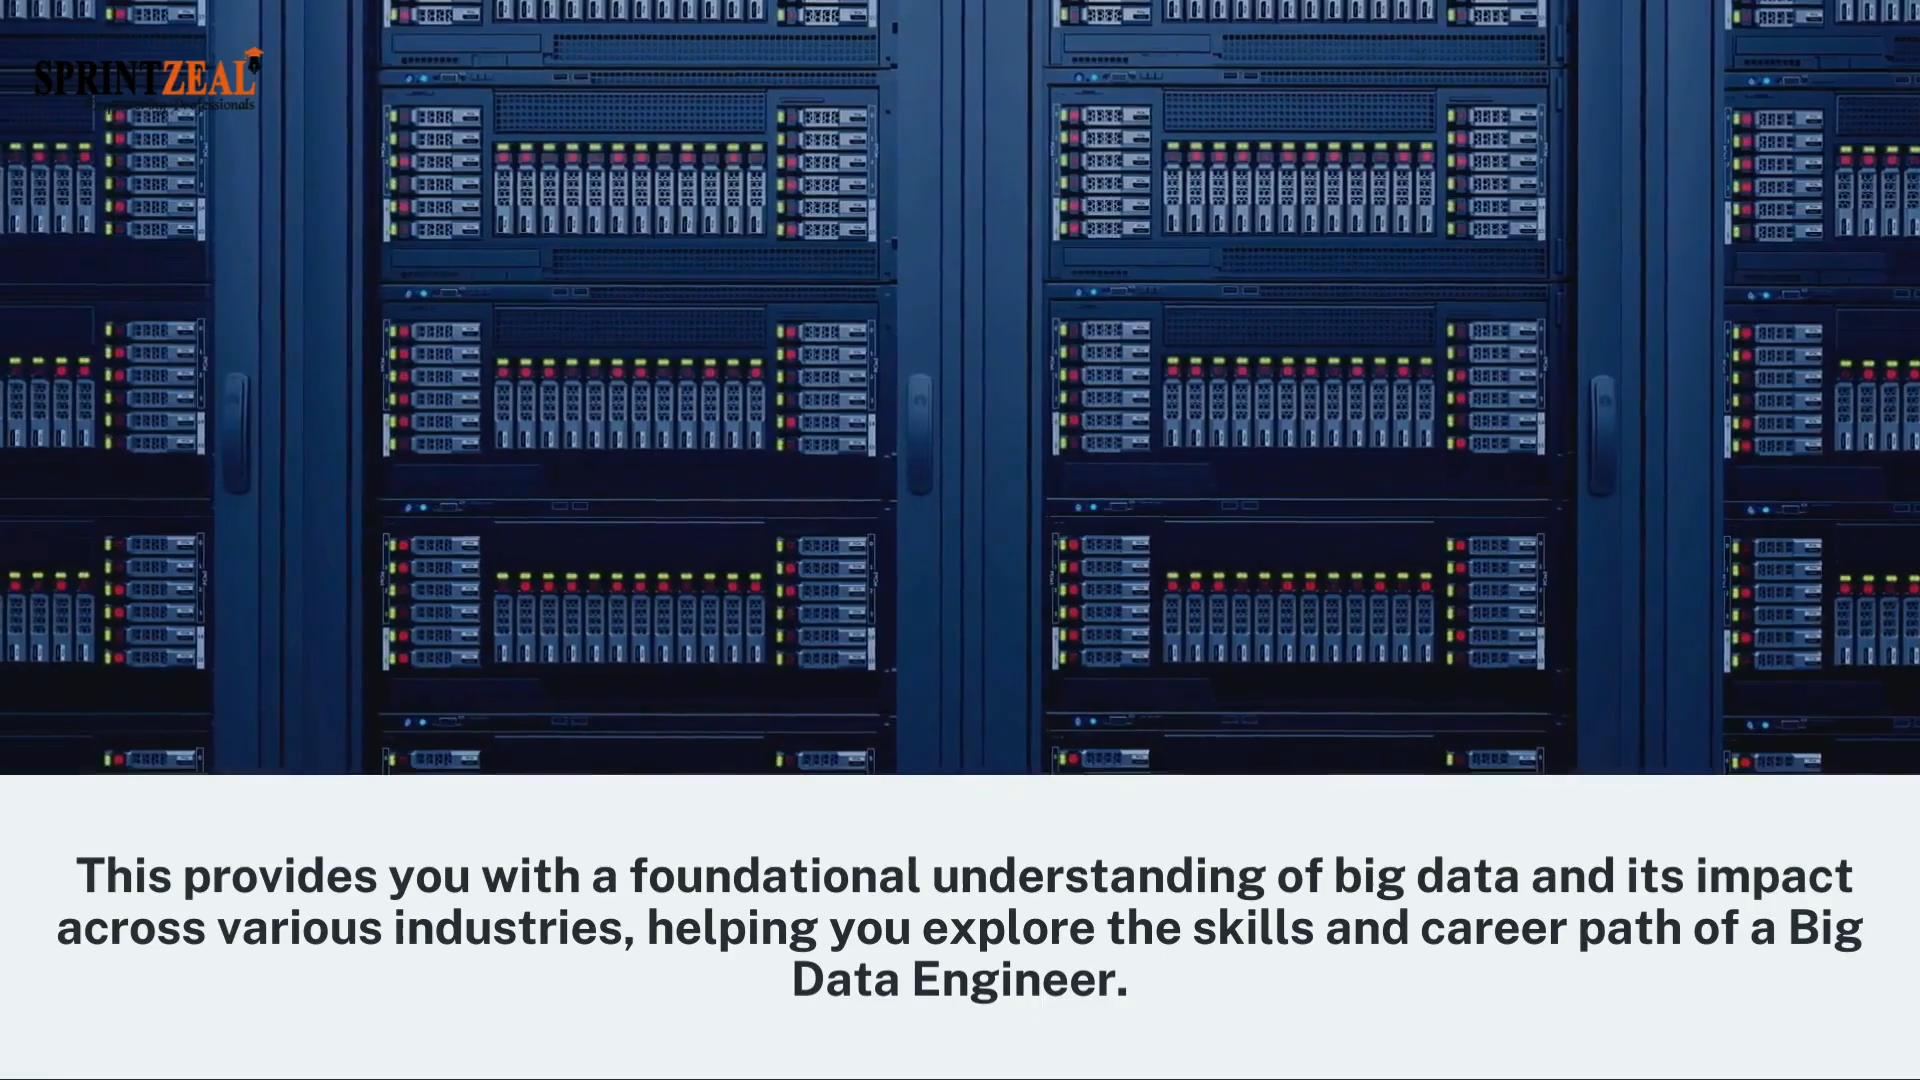 SPRINTZEAL
Professionals
This provides you with a foundational understanding of big data and its impact
across various industries, helping you explore the skills and career path of a Big
Data Engineer.